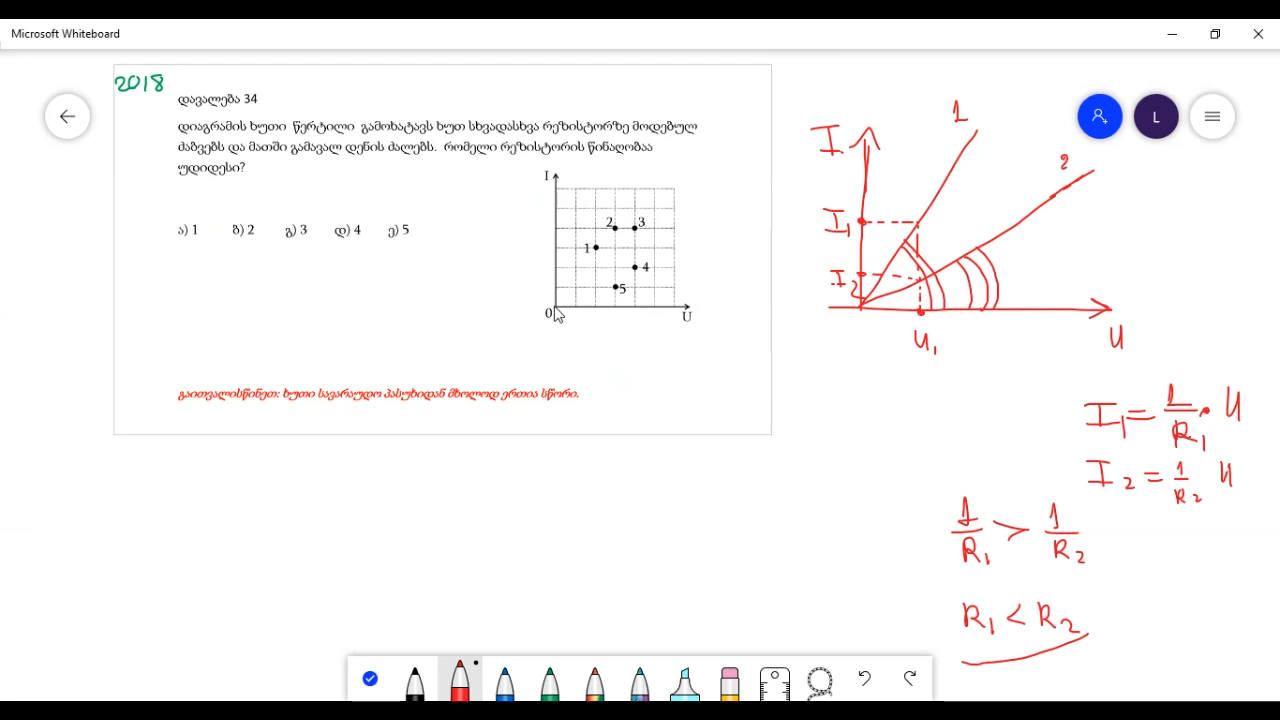 Microsoft Whiteboard
2018
დავალება 34
დიაგრამის ხუთი წერტილი გამოხატავს ხუთ სხვადასხვა რეზისტორზე მოდებულ
ძაბვებს და მათში გამავალ დენის ძალებს. რომელი რეზისტორის წინაღობაა
უდიდესი?
ა) 1 ბ) 2 გ) 3 დ) 4 ე) 5
I
2 3
1
4
5
0 U
გაითვალისწინეთ: ხუთი სავარაუდო პასუხიდან მხოლოდ ერთია სწორი.
L
1
I
2
I₁
I₂
U₁ U
I₁ = 1/R₁ · U
I₂ = 1/R₂ U
1/R₁ > 1/R₂
R₁ < R₂